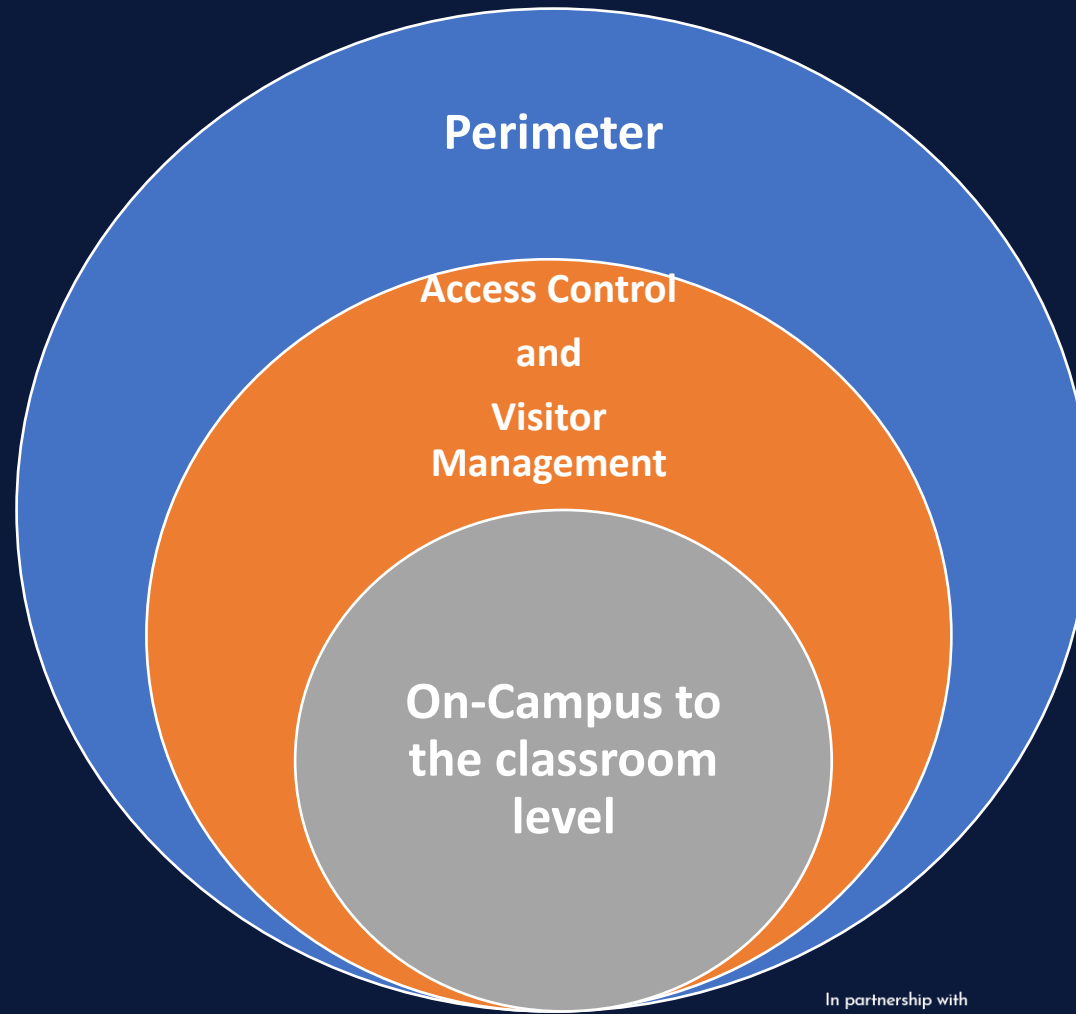 Perimeter
Access Control
and
Visitor
Management
On-Campus to
the classroom
level
In partnership with